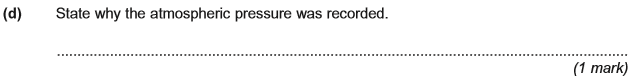 (d) State why the atmospheric pressure was recorded.
(1 mark)